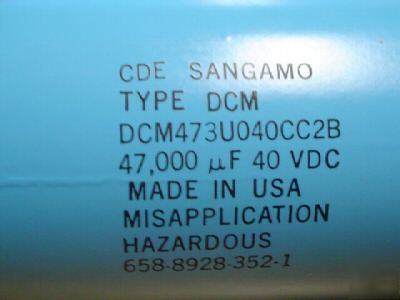 CDE SANGAMO
TYPE DCM
DCM473U040CC2B
47,000 µF 40 VDC
MADE IN USA
MISAPPLICATION
HAZARDOUS
658-8928-352-1